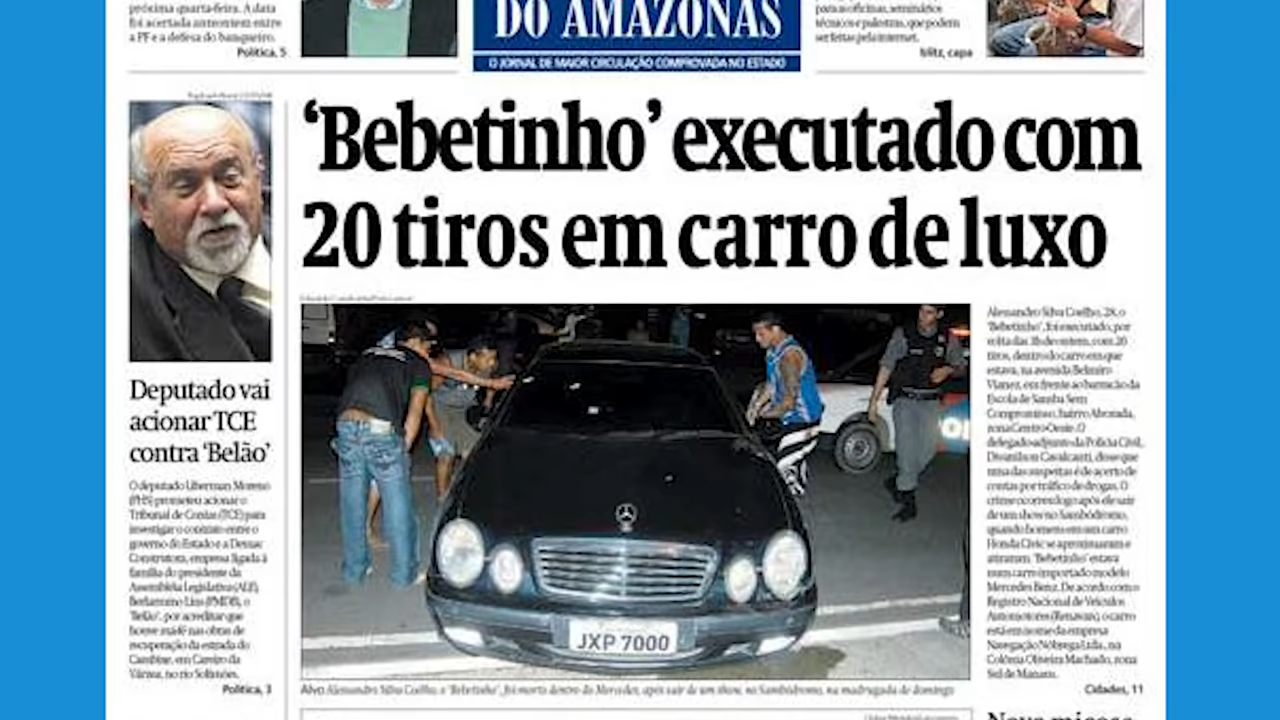 próxima quarta-feira. A data
foi acertada anteontem entre
a PF e a defesa do banqueiro.
Política, 5
DO AMAZONAS
O JORNAL DE MAIOR CIRCULAÇÃO COMPROVADA NO ESTADO
para oficinas, seminários
técnicos e palestras, que podem
ser feitas pela internet.
blitz, capa
‘Bebetinho’ executado com
20 tiros em carro de luxo
Deputado vai
acionar TCE
contra ‘Belão’
O deputado Liberman Moreno
(PHS) prometeu acionar o
Tribunal de Contas (TCE) para
investigar o contrato entre o
governo do Estado e a Demac
Construtora, empresa ligada à
família do presidente da
Assembléia Legislativa (ALE),
Berlarmino Lins (PMDB), o
‘Belão’, por acreditar que
houve má fé nas obras de
recuperação da estrada do
Cambixe, em Careiro da
Várzea, no rio Solimões.
Política, 3
JXP 7000
Alvo Alessandro Silva Coelho, o ‘Bebetinho’, foi morto dentro do Mercedes, após sair de um show, no Sambódromo, na madrugada de domingo
Alessandro Silva Coelho, 28, o
‘Bebetinho’, foi executado, por
volta das 3h de ontem, com 20
tiros, dentro do carro em que
estava, na avenida Belmiro
Vianez, em frente ao barracão da
Escola de Samba Sem
Compromisso, bairro Alvorada,
zona Centro-Oeste. O
delegado adjunto da Polícia Civil,
Divanilson Cavalcanti, disse que
uma das suspeitas é de acerto de
contas por tráfico de drogas. O
crime ocorreu logo após ele sair
de um show no Sambódromo,
quando homens em um carro
Honda Civic se aproximaram e
atiraram. ‘Bebetinho’ estava
num carro importado modelo
Mercedes Benz. De acordo com o
Registro Nacional de Veículos
Automotores (Renavan), o carro
está em nome da empresa
Navegação Nóbrega Ltda., na
Colônia Oliveira Machado, zona
Sul de Manaus.
Cidades, 11